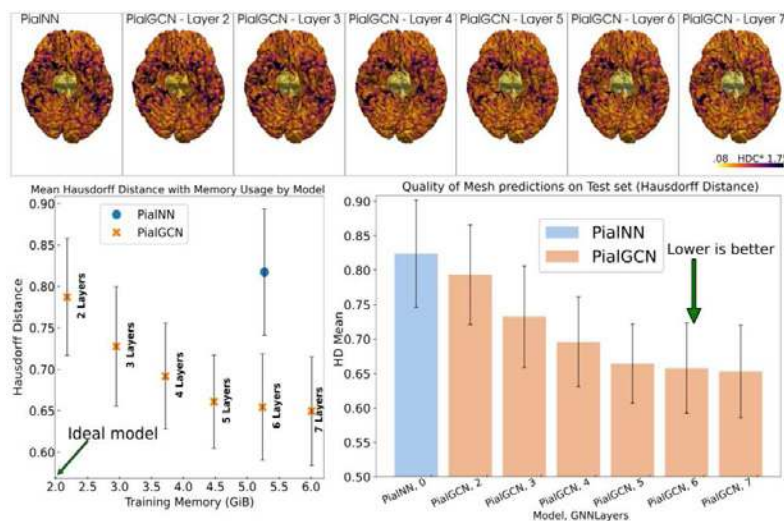 PialNN
PialGCN - Layer 2
PialGCN - Layer 3
PialGCN - Layer 4
PialGCN - Layer 5
PialGCN - Layer 6
PialGCN - Layer 7
.08 HDC* 1.7
Mean Hausdorff Distance with Memory Usage by Model
PialNN
PialGCN
Hausdorff Distance
0.90
0.85
0.80
0.75
0.70
0.65
0.60
2 Layers
3 Layers
4 Layers
5 Layers
6 Layers
7 Layers
Ideal model
2.0 2.5 3.0 3.5 4.0 4.5 5.0 5.5 6.0
Training Memory (GiB)
Quality of Mesh predictions on Test set (Hausdorff Distance)
PialNN
PialGCN
Lower is better
HD Mean
0.90
0.85
0.80
0.75
0.70
0.65
0.60
0.55
0.50
PialNN, 0
PialGCN, 2
PialGCN, 3
PialGCN, 4
PialGCN, 5
PialGCN, 6
PialGCN, 7
Model, GNNLayers